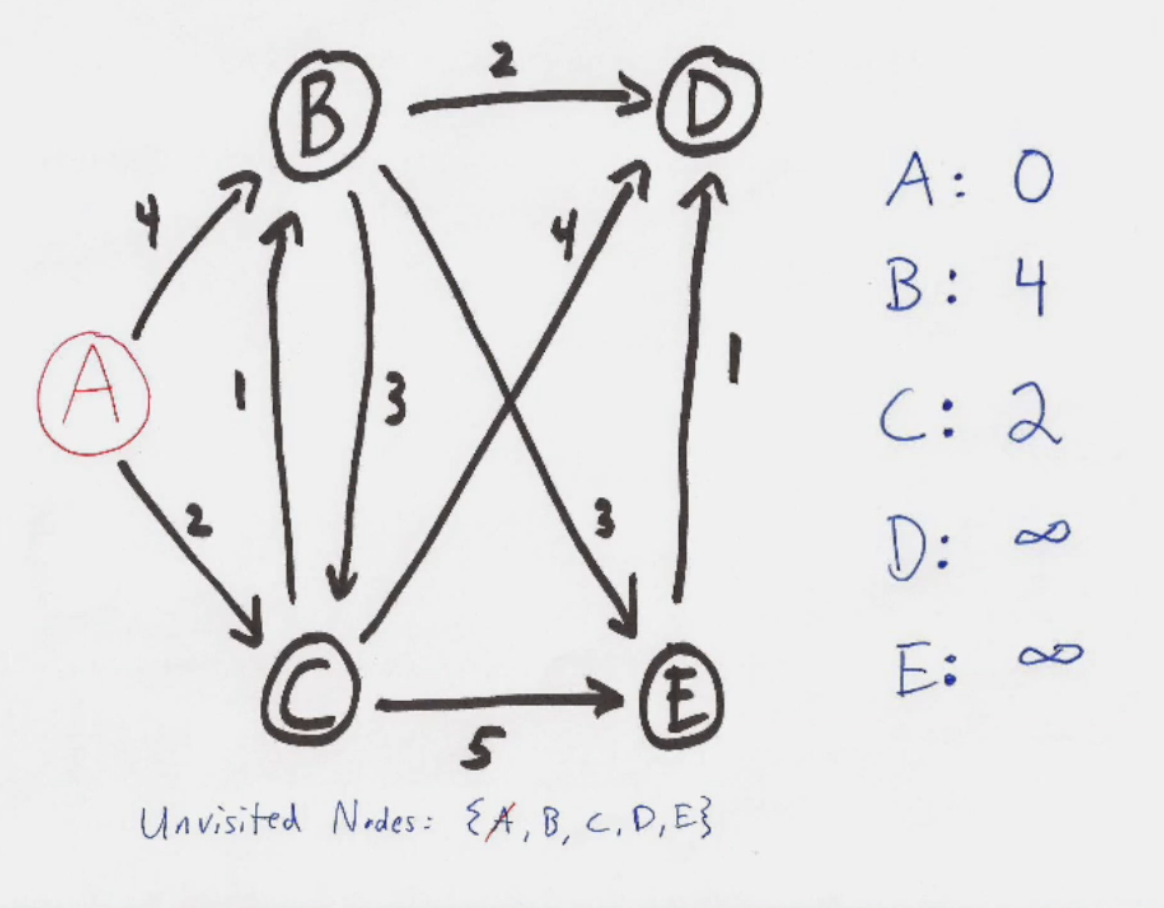 2
B
D
4
4
A: 0
B: 4
A
1
3
1
C: 2
2
3
D: ∞
C
E
E: ∞
5
Unvisited Nodes: {A, B, C, D, E}